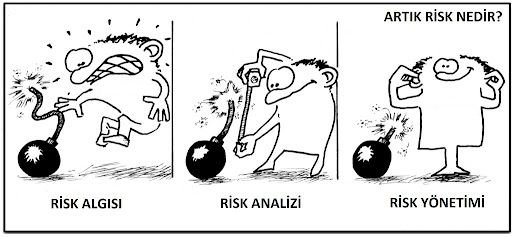 ARTIK RİSK NEDİR?
RİSK ALGISI
RİSK ANALİZİ
RİSK YÖNETİMİ